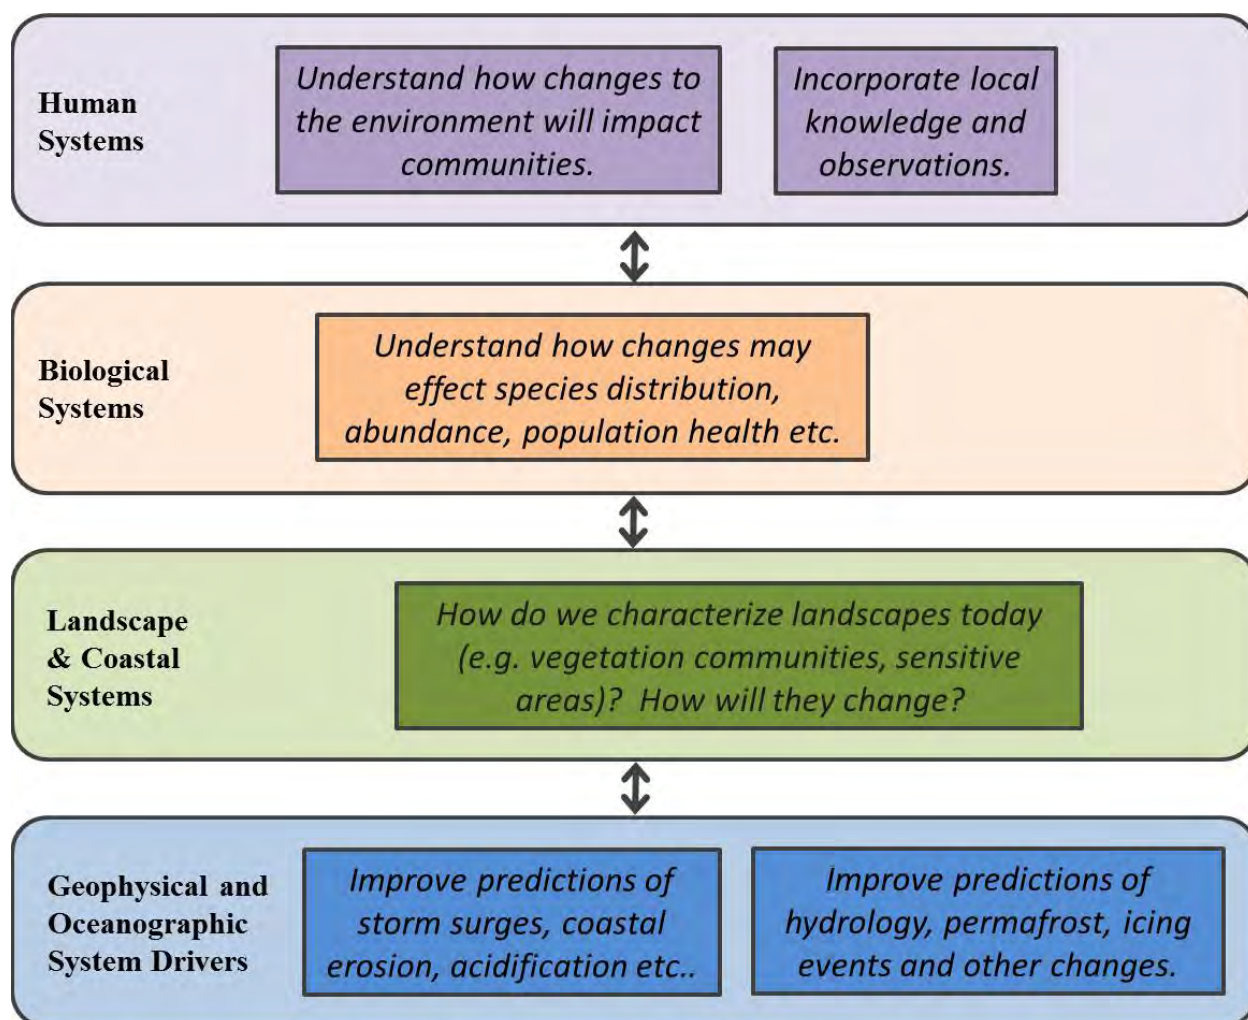 Human
Systems
Understand how changes to
the environment will impact
communities.
Incorporate local
knowledge and
observations.
Biological
Systems
Understand how changes may
effect species distribution,
abundance, population health etc.
Landscape
& Coastal
Systems
How do we characterize landscapes today
(e.g. vegetation communities, sensitive
areas)?  How will they change?
Geophysical and
Oceanographic
System Drivers
Improve predictions of
storm surges, coastal
erosion, acidification etc..
Improve predictions of
hydrology, permafrost, icing
events and other changes.